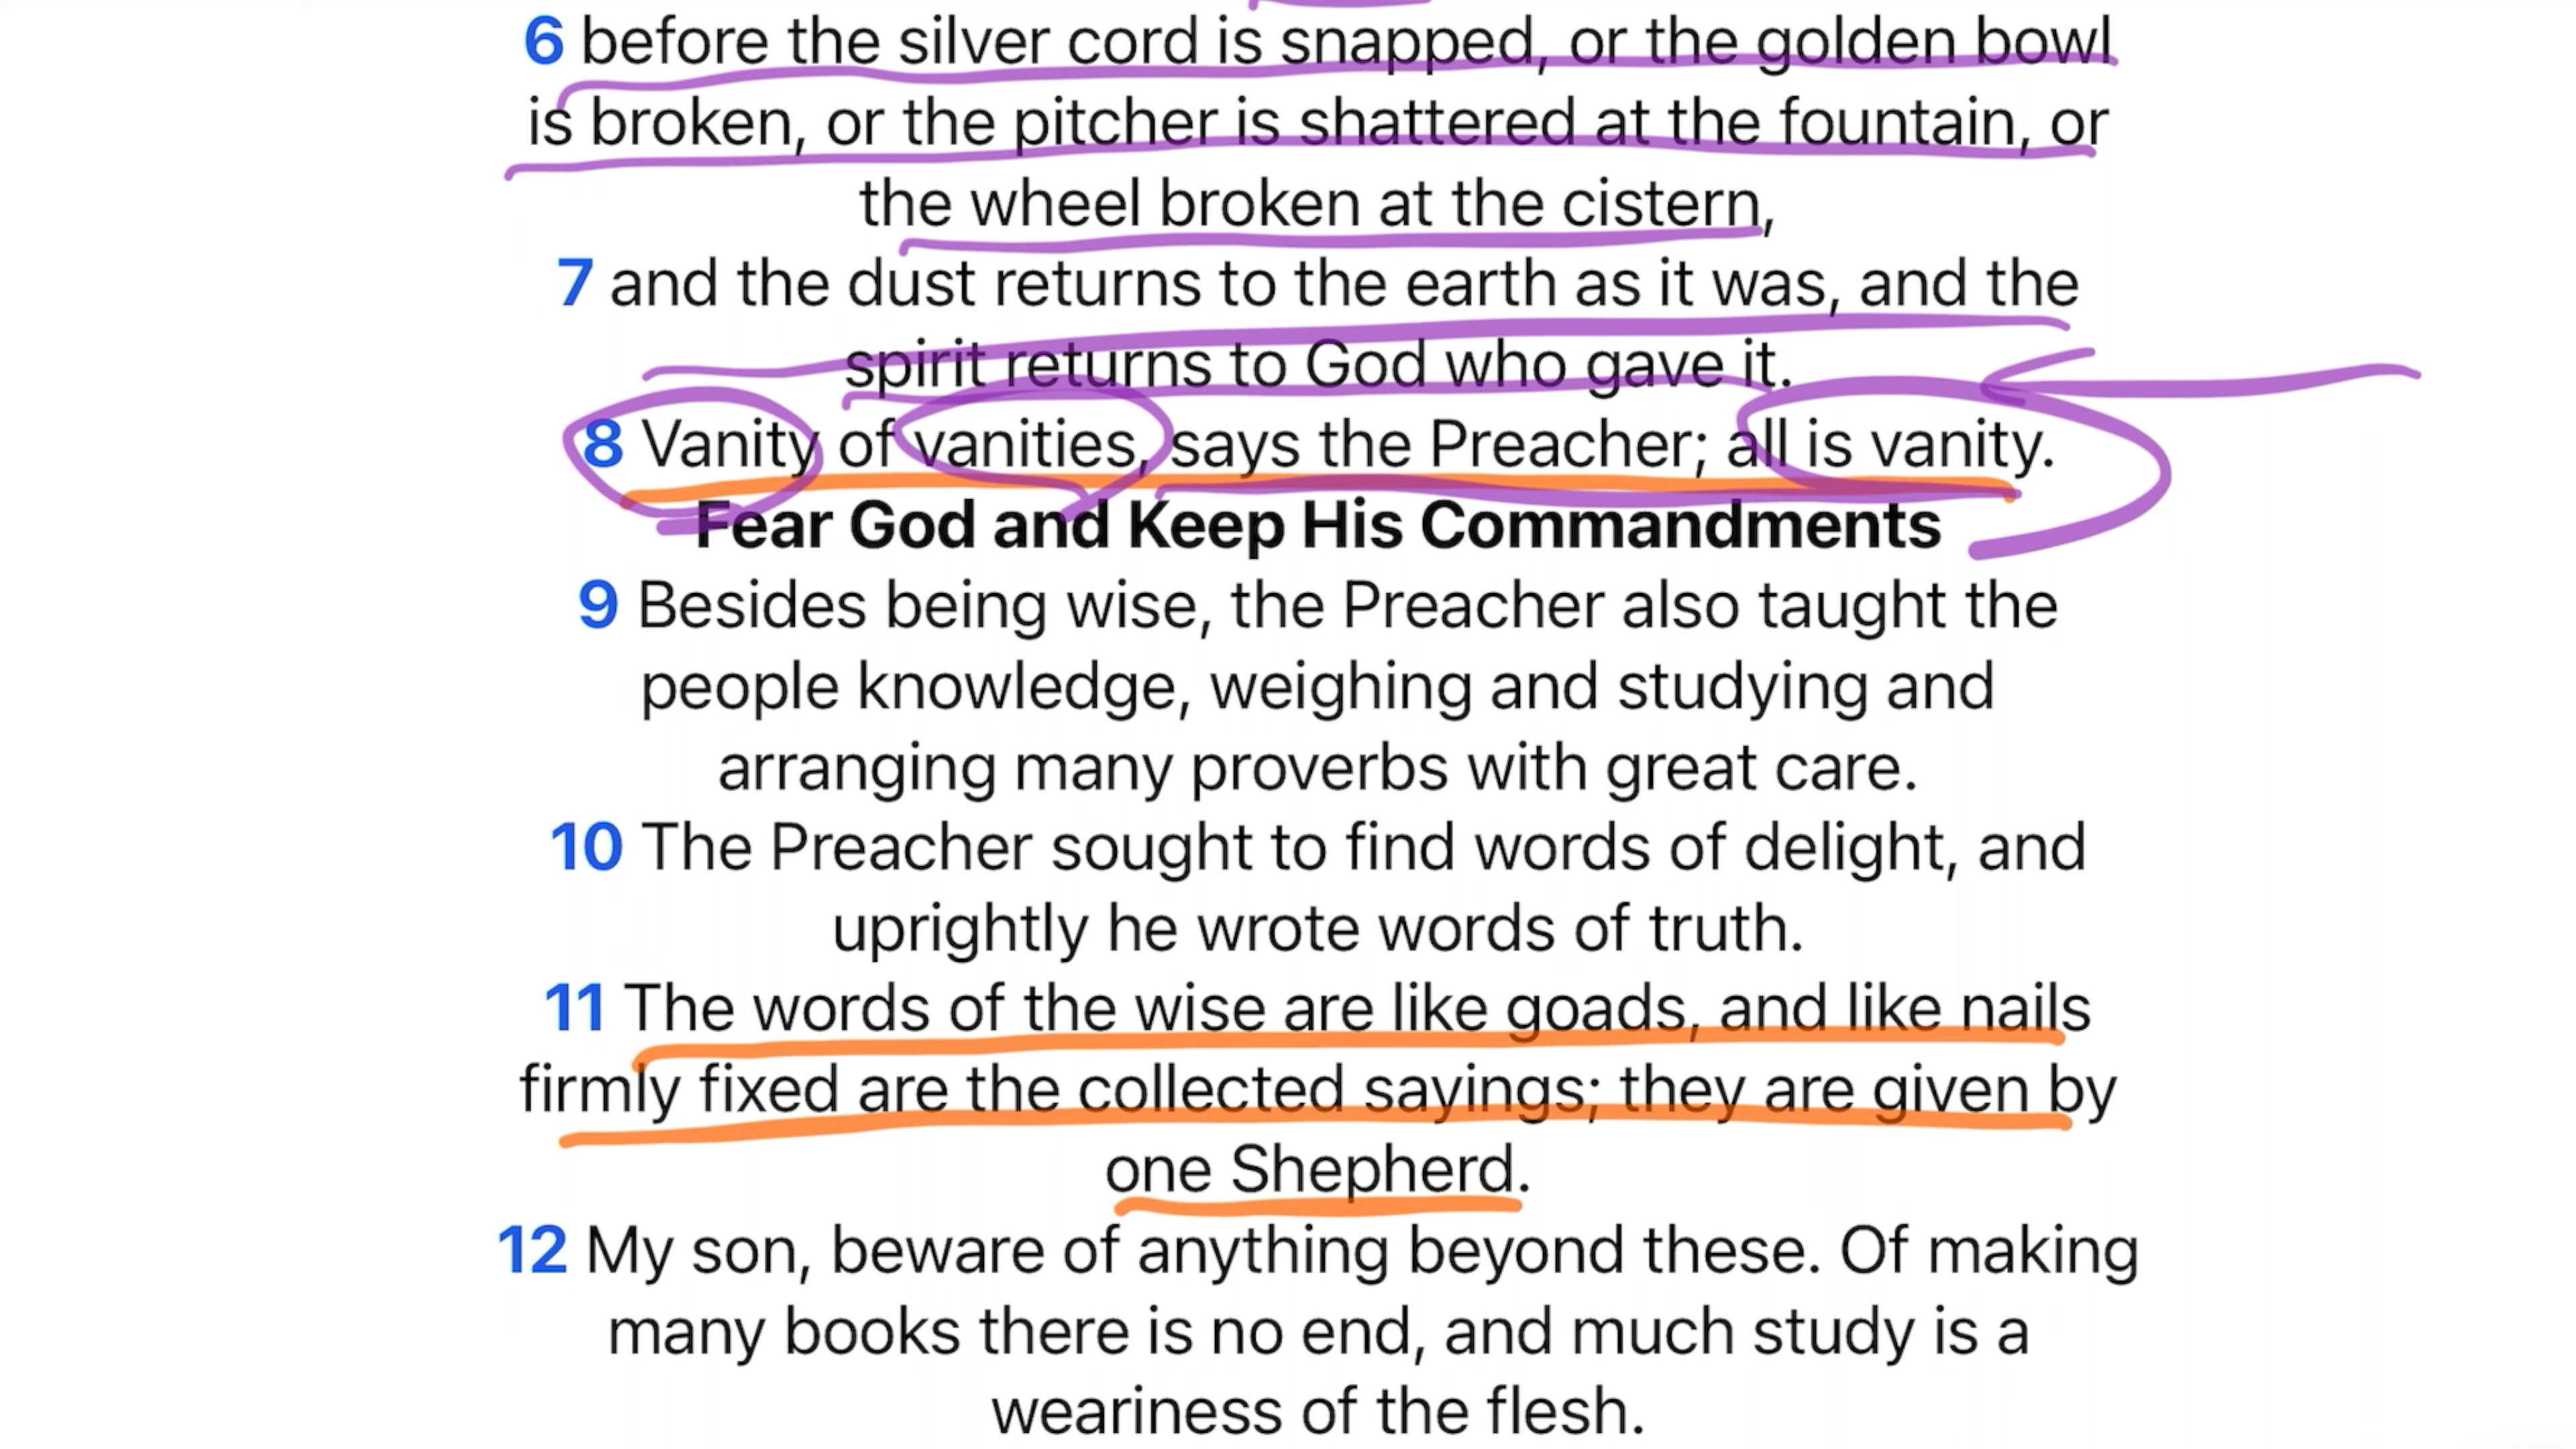 6 before the silver cord is snapped, or the golden bowl
is broken, or the pitcher is shattered at the fountain, or
the wheel broken at the cistern,
7 and the dust returns to the earth as it was, and the
spirit returns to God who gave it.
8 Vanity of vanities, says the Preacher; all is vanity.
Fear God and Keep His Commandments
9 Besides being wise, the Preacher also taught the
people knowledge, weighing and studying and
arranging many proverbs with great care.
10 The Preacher sought to find words of delight, and
uprightly he wrote words of truth.
11 The words of the wise are like goads, and like nails
firmly fixed are the collected sayings; they are given by
one Shepherd.
12 My son, beware of anything beyond these. Of making
many books there is no end, and much study is a
weariness of the flesh.